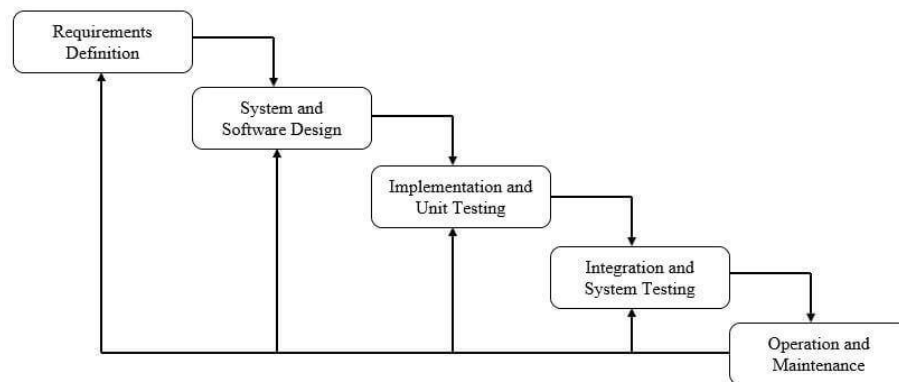 Requirements
Definition
System and
Software Design
Implementation and
Unit Testing
Integration and
System Testing
Operation and
Maintenance